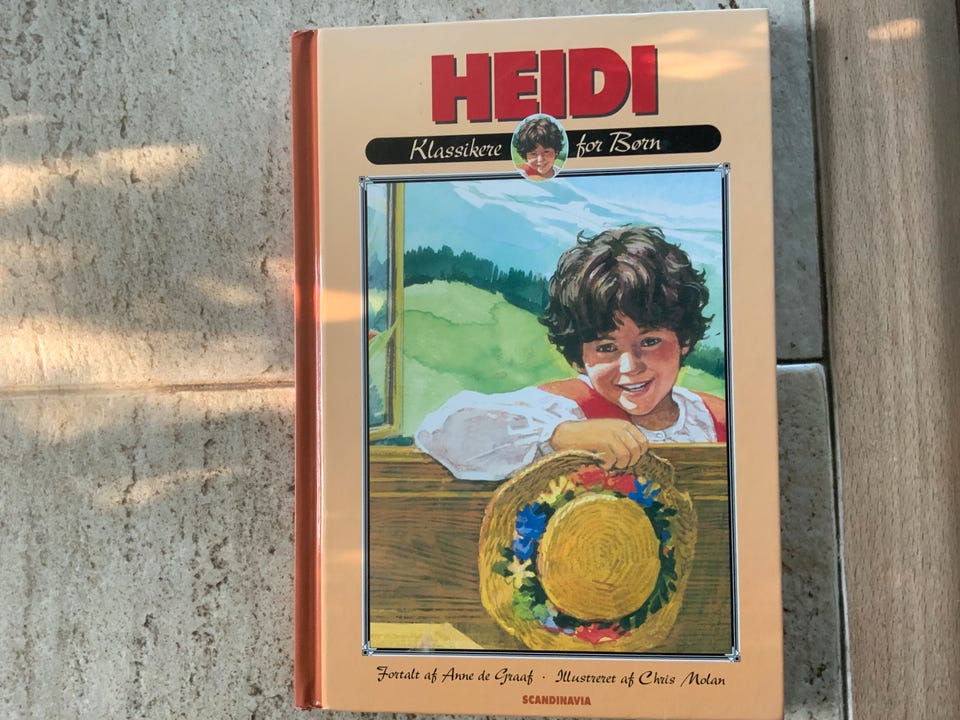 HEIDI
Klassikere for Børn
Fortalt af Anne de Graaf · Illustreret af Chris Molan
SCANDINAVIA